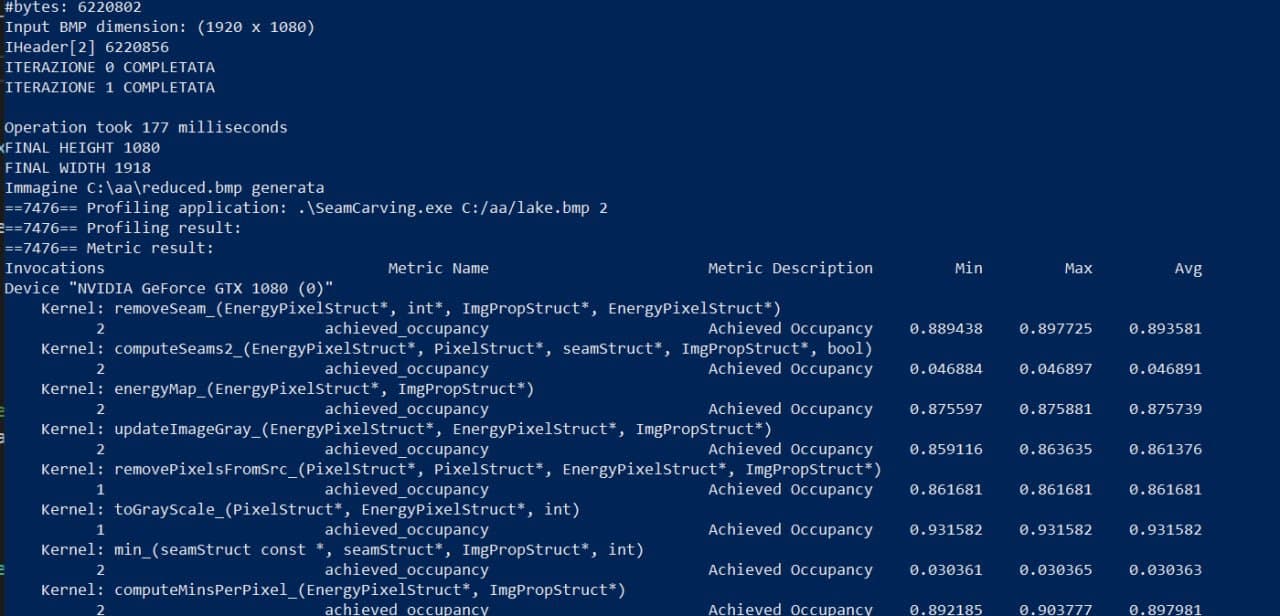 #bytes: 6220802
Input BMP dimension: (1920 x 1080)
IHeader[2] 6220856
ITERAZIONE 0 COMPLETATA
ITERAZIONE 1 COMPLETATA
Operation took 177 milliseconds
FINAL HEIGHT 1080
FINAL WIDTH 1918
Immagine C:\aa\reduced.bmp generata
==7476== Profiling application: .\SeamCarving.exe C:/aa/lake.bmp 2
==7476== Profiling result:
==7476== Metric result:
Invocations Metric Name Metric Description Min Max Avg
Device "NVIDIA GeForce GTX 1080 (0)"
Kernel: removeSeam_(EnergyPixelStruct*, int*, ImgPropStruct*, EnergyPixelStruct*)
2 achieved_occupancy Achieved Occupancy 0.889438 0.897725 0.893581
Kernel: computeSeams2_(EnergyPixelStruct*, PixelStruct*, seamStruct*, ImgPropStruct*, bool)
2 achieved_occupancy Achieved Occupancy 0.046884 0.046897 0.046891
Kernel: energyMap_(EnergyPixelStruct*, ImgPropStruct*)
2 achieved_occupancy Achieved Occupancy 0.875597 0.875881 0.875739
Kernel: updateImageGray_(EnergyPixelStruct*, EnergyPixelStruct*, ImgPropStruct*)
2 achieved_occupancy Achieved Occupancy 0.859116 0.863635 0.861376
Kernel: removePixelsFromSrc_(PixelStruct*, PixelStruct*, EnergyPixelStruct*, ImgPropStruct*)
1 achieved_occupancy Achieved Occupancy 0.861681 0.861681 0.861681
Kernel: toGrayScale_(PixelStruct*, EnergyPixelStruct*, int)
1 achieved_occupancy Achieved Occupancy 0.931582 0.931582 0.931582
Kernel: min_(seamStruct const *, seamStruct*, ImgPropStruct*, int)
2 achieved_occupancy Achieved Occupancy 0.030361 0.030365 0.030363
Kernel: computeMinsPerPixel_(EnergyPixelStruct*, ImgPropStruct*)
2 achieved_occupancy Achieved Occupancy 0.892185 0.903777 0.897981